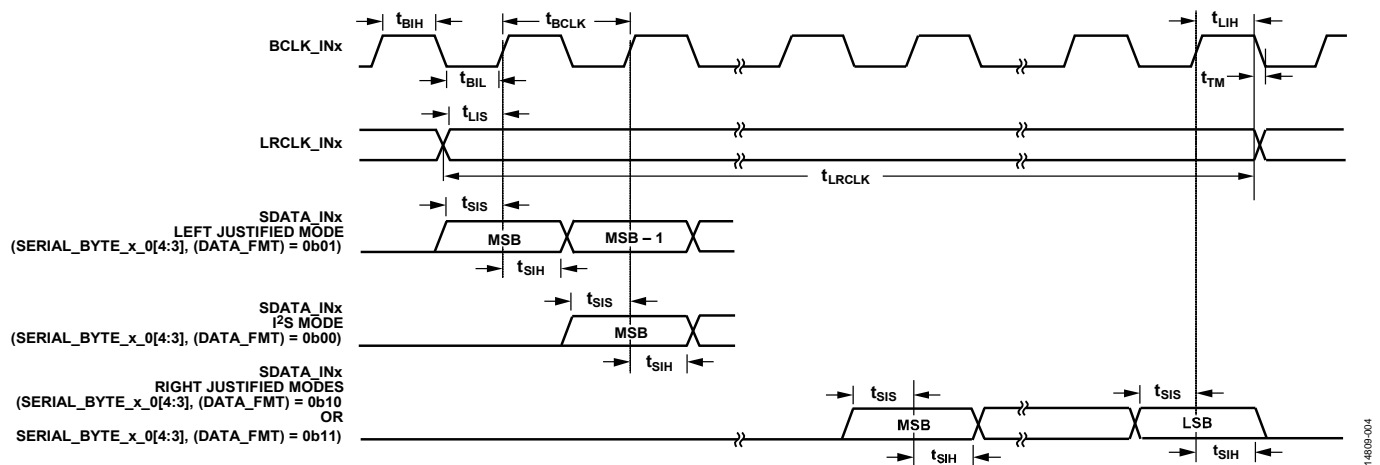 tBIH
tBCLK
tLIH
BCLK_INx
tBIL
tTM
tLIS
LRCLK_INx
tLRCLK
SDATA_INx
LEFT JUSTIFIED MODE
(SERIAL_BYTE_x_0[4:3], (DATA_FMT) = 0b01)
tSIS
MSB
MSB – 1
tSIH
SDATA_INx
I2S MODE
(SERIAL_BYTE_x_0[4:3], (DATA_FMT) = 0b00)
tSIS
MSB
tSIH
SDATA_INx
RIGHT JUSTIFIED MODES
(SERIAL_BYTE_x_0[4:3], (DATA_FMT) = 0b10
OR
SERIAL_BYTE_x_0[4:3], (DATA_FMT) = 0b11)
tSIS
tSIS
MSB
LSB
tSIH
tSIH
14809-004